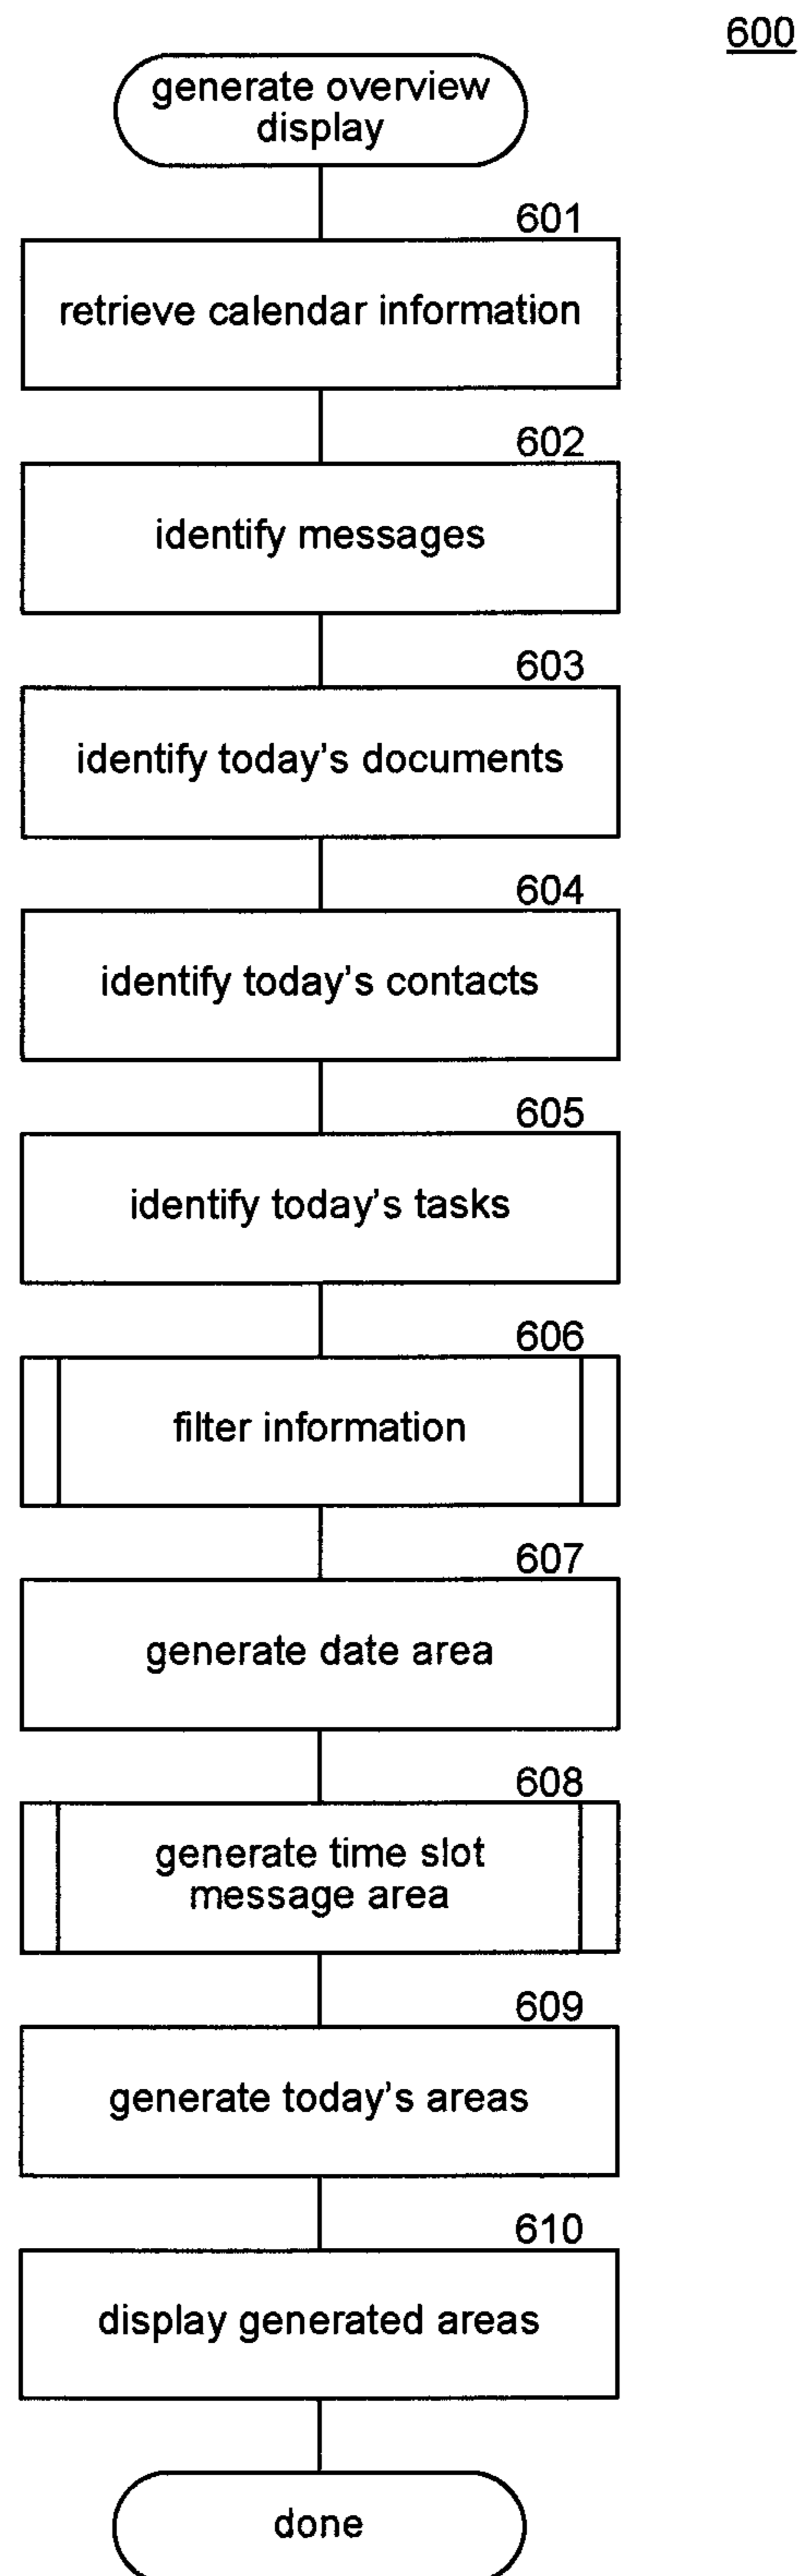 600
generate overview
display
601
retrieve calendar information
602
identify messages
603
identify today's documents
604
identify today's contacts
605
identify today's tasks
606
filter information
607
generate date area
608
generate time slot
message area
609
generate today's areas
610
display generated areas
done